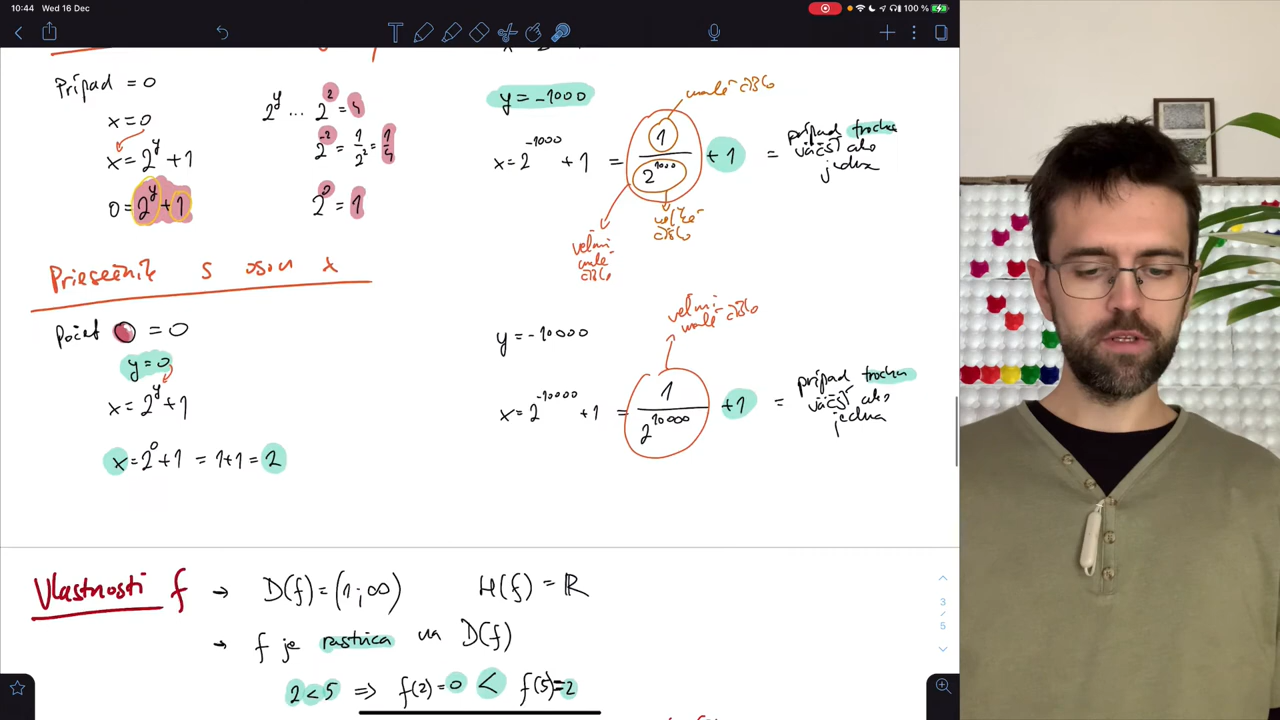 10:44 Wed 16 Dec
100 %
Prípad = 0
x = 0
x = 2^y + 1
0 = 2^y + 1
2^y ... 2^2 = 4
2^-2 = 1/2^2 = 1/4
2^0 = 1
Priesečník s osou x
Počet = 0
y = 0
x = 2^y + 1
x = 2^0 + 1 = 1 + 1 = 2
y = -1000
malé číslo
x = 2^-1000 + 1 = 1/2^1000 + 1 = prípad trochu
väčší ako
jedna
veľké
číslo
veľmi
malé
číslo
veľmi
malé číslo
y = -10000
x = 2^-10000 + 1 = 1/2^10000 + 1 = prípad trochu
väčší ako
jedna
Vlastnosti f → D(f) = (1; ∞) H(f) = ℝ
→ f je rastúca na D(f)
2 < 5 ⇒ f(2) = 0 < f(5) = 2
3
/
5